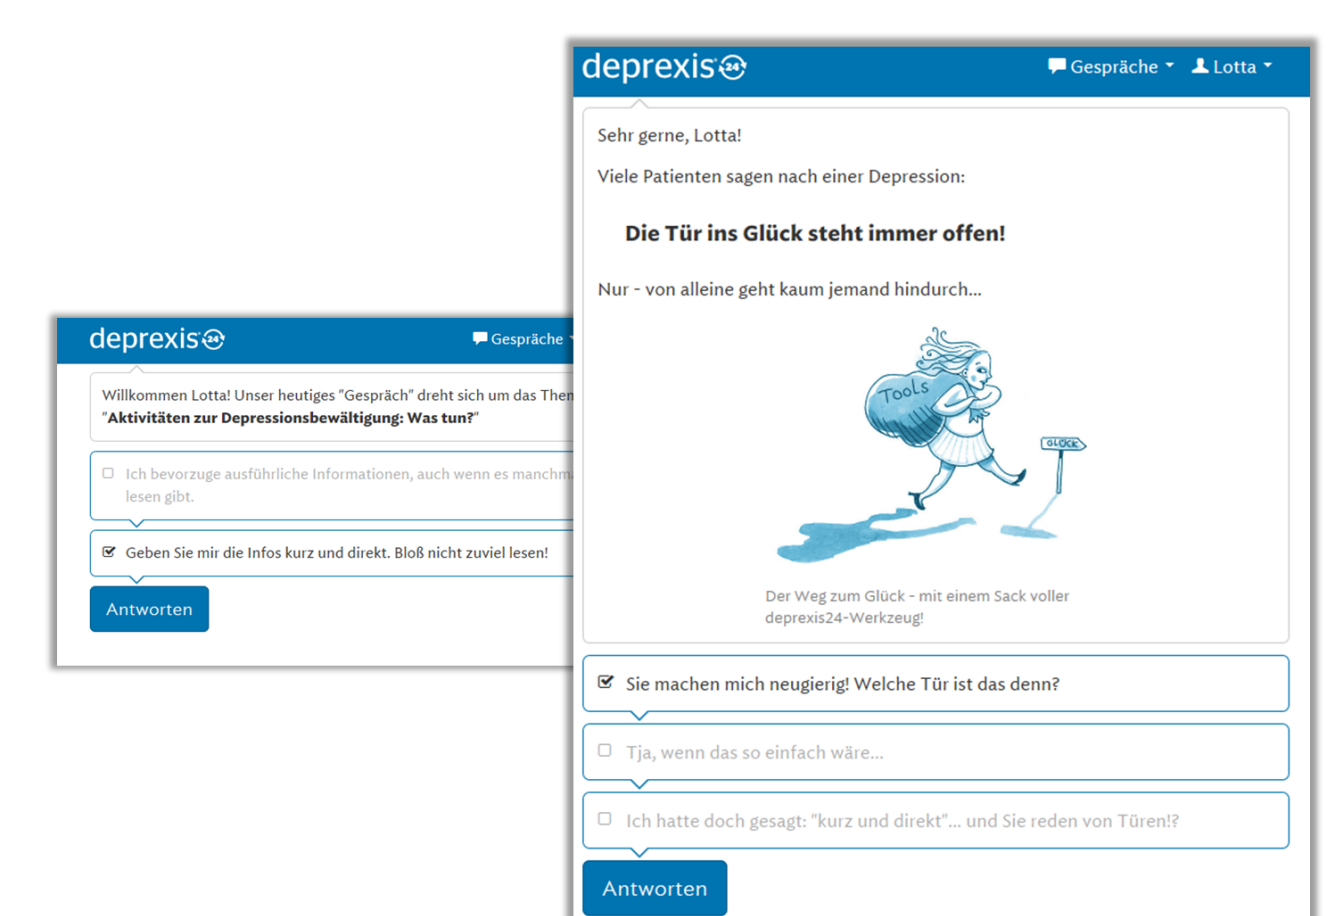 deprexis 24
Gespräche
Willkommen Lotta! Unser heutiges "Gespräch" dreht sich um das
"Aktivitäten zur Depressionsbewältigung: Was tun?"
Ich bevorzuge ausführliche Informationen, auch wenn es
lesen gibt.
Geben Sie mir die Infos kurz und direkt. Bloß nicht zuviel lesen!
Antworten
deprexis 24
Gespräche Lotta
Sehr gerne, Lotta!
Viele Patienten sagen nach einer Depression:
Die Tür ins Glück steht immer offen!
Nur - von alleine geht kaum jemand hindurch...
TOOLS
GLÜCK
Der Weg zum Glück - mit einem Sack voller
deprexis24-Werkzeug!
Sie machen mich neugierig! Welche Tür ist das denn?
Tja, wenn das so einfach wäre...
Ich hatte doch gesagt: "kurz und direkt"... und Sie reden von Türen!?
Antworten